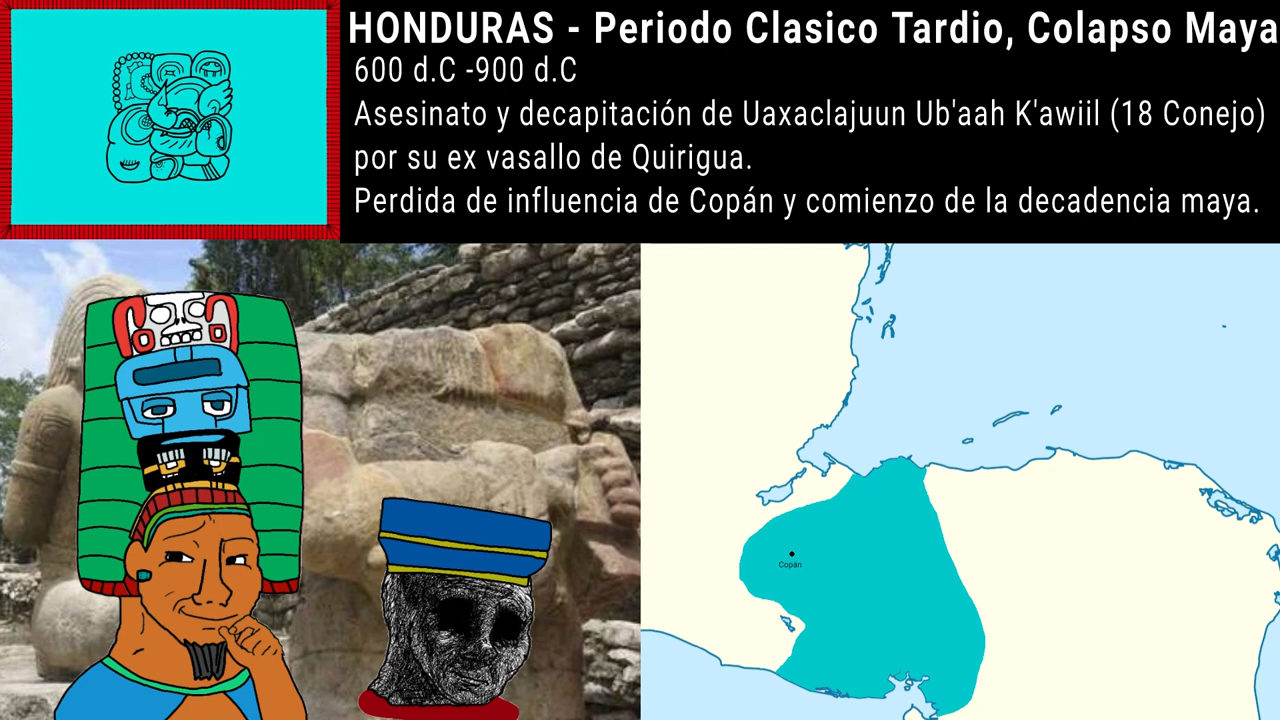 HONDURAS - Periodo Clasico Tardio, Colapso Maya
600 d.C -900 d.C
Asesinato y decapitación de Uaxaclajuun Ub'aah K'awiil (18 Conejo)
por su ex vasallo de Quirigua.
Perdida de influencia de Copán y comienzo de la decadencia maya.
Copán